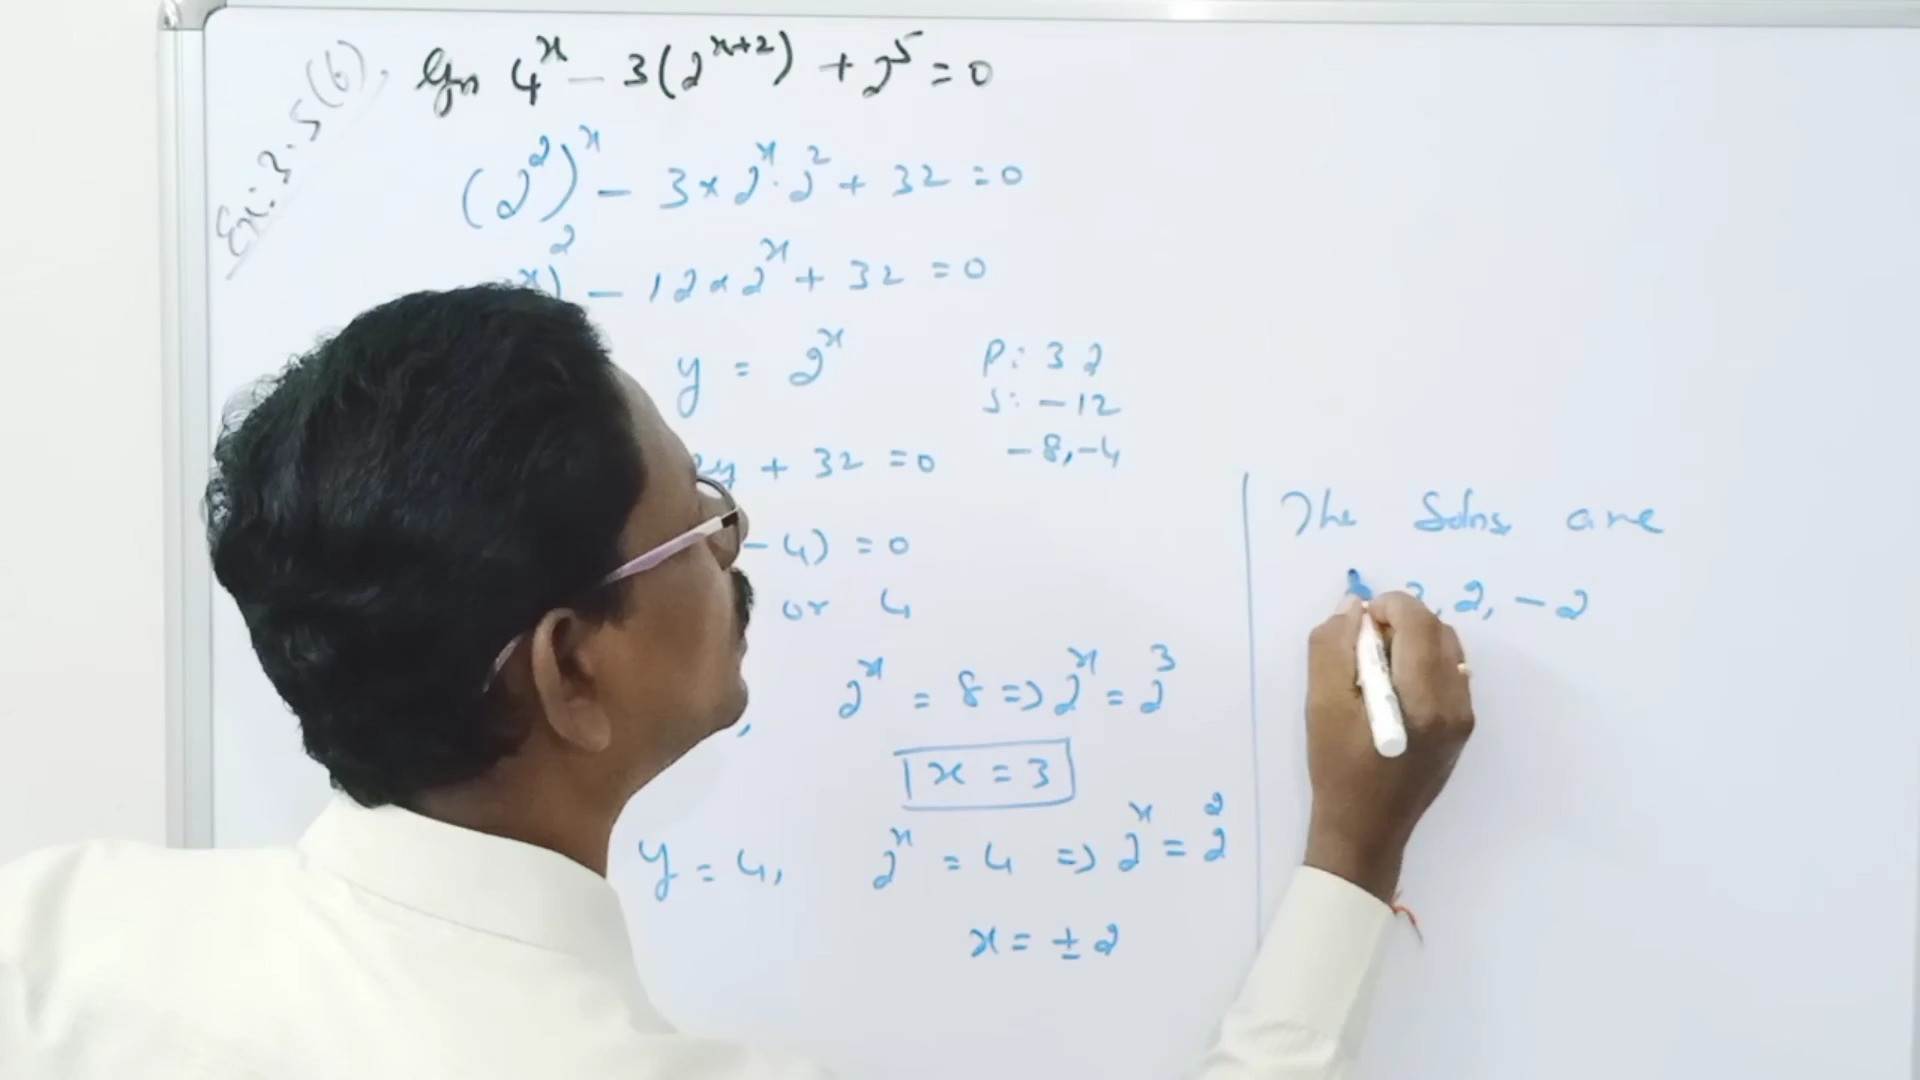 Ex: 3.5(6),
Gn 4^x - 3(2^{x+2}) + 2^5 = 0
(2^2)^x - 3 × 2^x · 2^2 + 32 = 0
x)^2 - 12 × 2^x + 32 = 0
y = 2^x
P: 32
S: -12
-8, -4
2y + 32 = 0
- 4) = 0
or 4
, 2^x = 8 => 2^x = 2^3
x = 3
y = 4, 2^x = 4 => 2^x = 2^2
x = ± 2
The Solns are
3, 2, -2